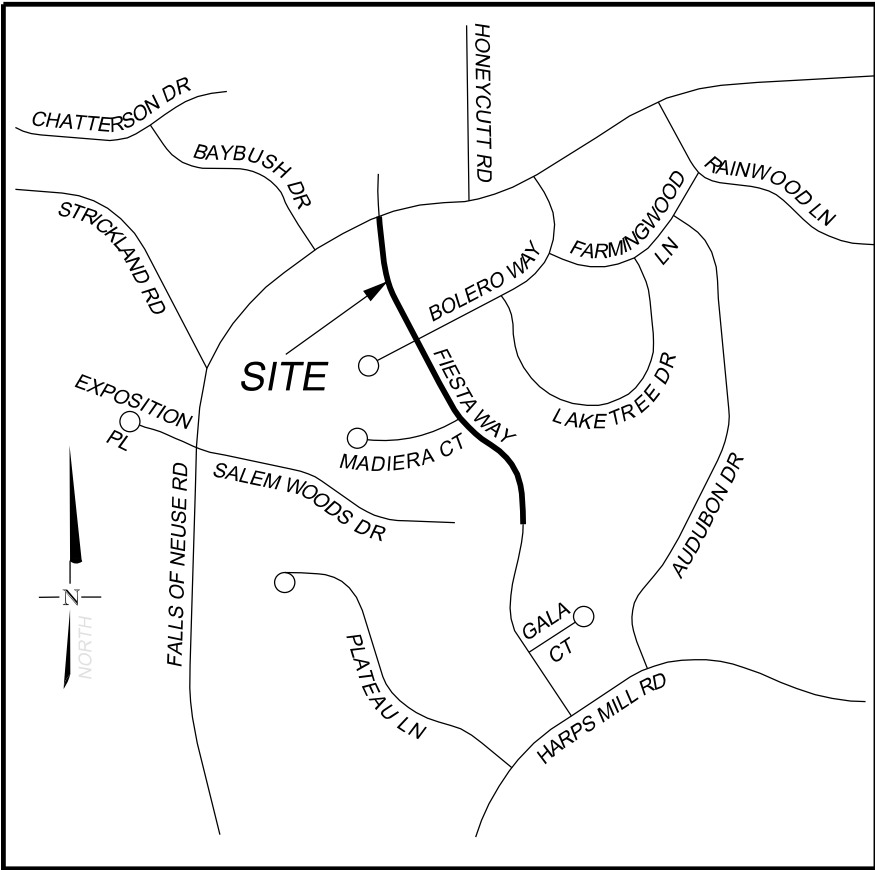 HONEYCUTT RD
CHATTERSON DR
BAYBUSH DR
RAINWOOD LN
FARMINGWOOD
LN
STRICKLAND RD
BOLERO WAY
SITE
FIESTA WAY
LAKETREE DR
EXPOSITION
PL
MADIERA CT
SALEM WOODS DR
AUDUBON DR
FALLS OF NEUSE RD
N
NORTH
GALA
CT
PLATEAU LN
HARPS MILL RD